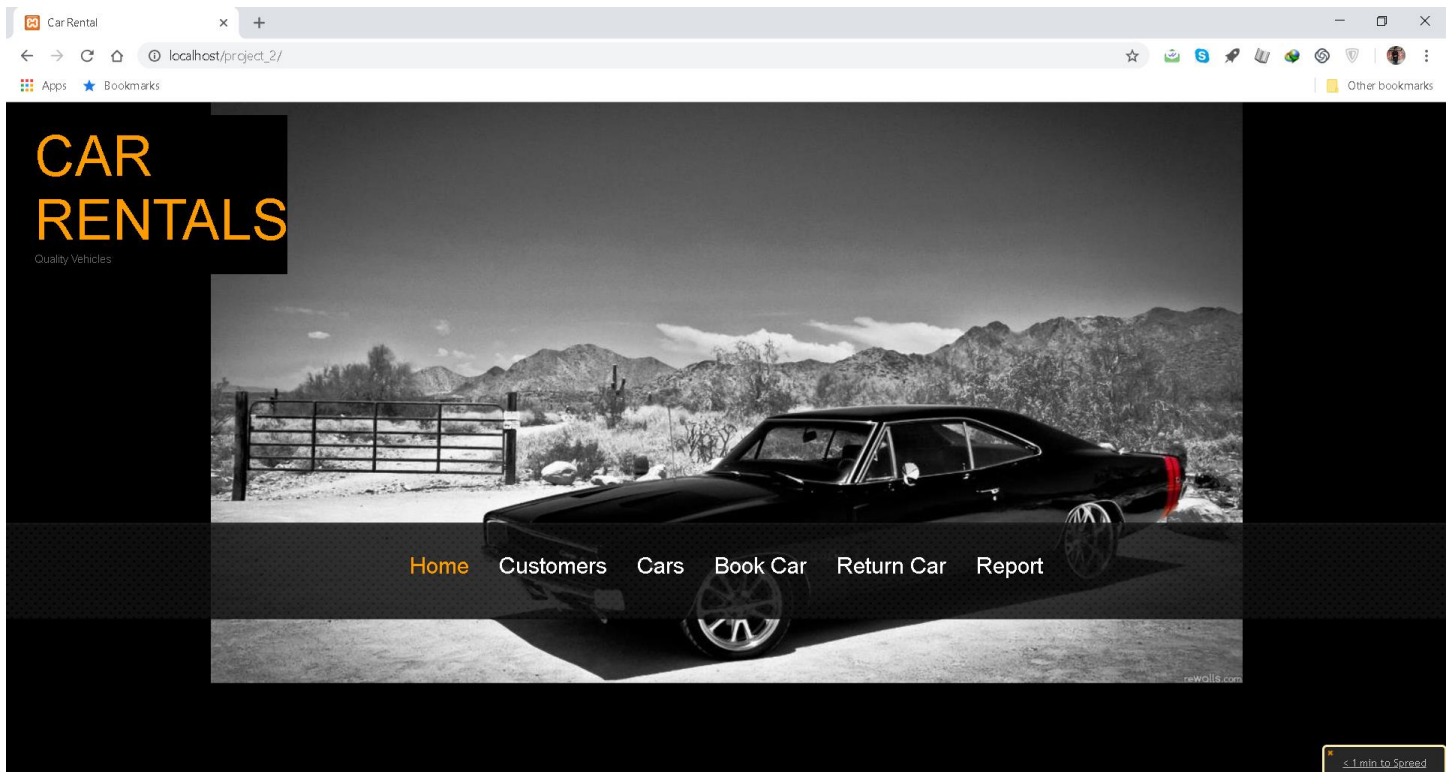 Car Rental
localhost/project_2/
Apps Bookmarks Other bookmarks
CAR
RENTALS
Quality Vehicles
Home Customers Cars Book Car Return Car Report
rewalls.com
< 1 min to Spreed